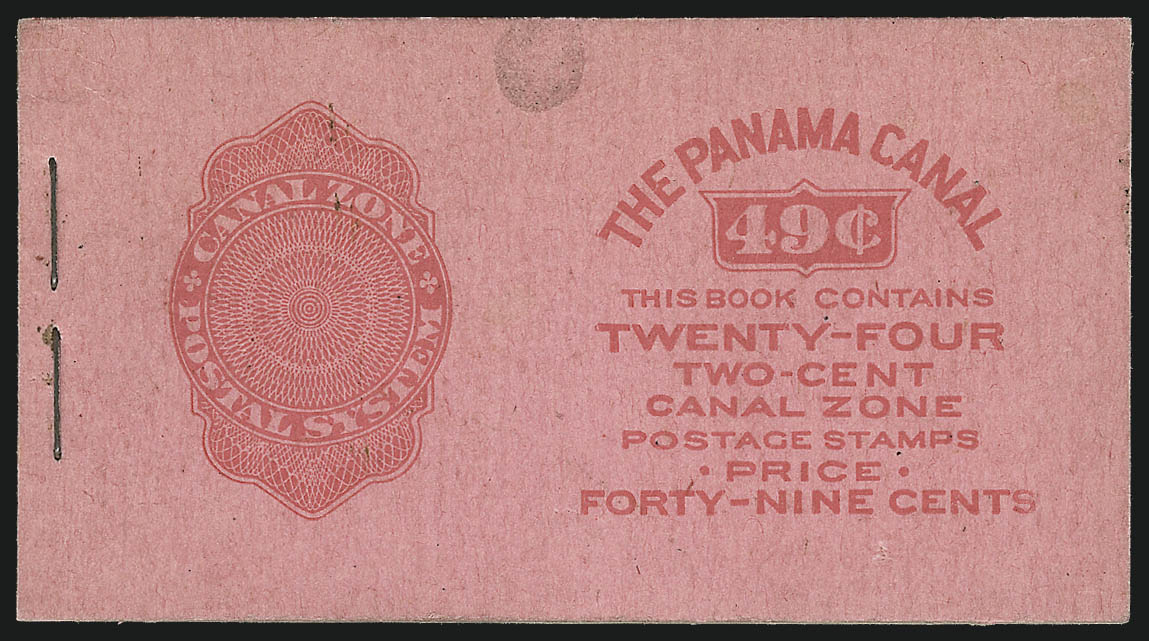 CANAL ZONE
POSTAL SYSTEM
THE PANAMA CANAL
49¢
THIS BOOK CONTAINS
TWENTY-FOUR
TWO-CENT
CANAL ZONE
POSTAGE STAMPS
• PRICE •
FORTY-NINE CENTS